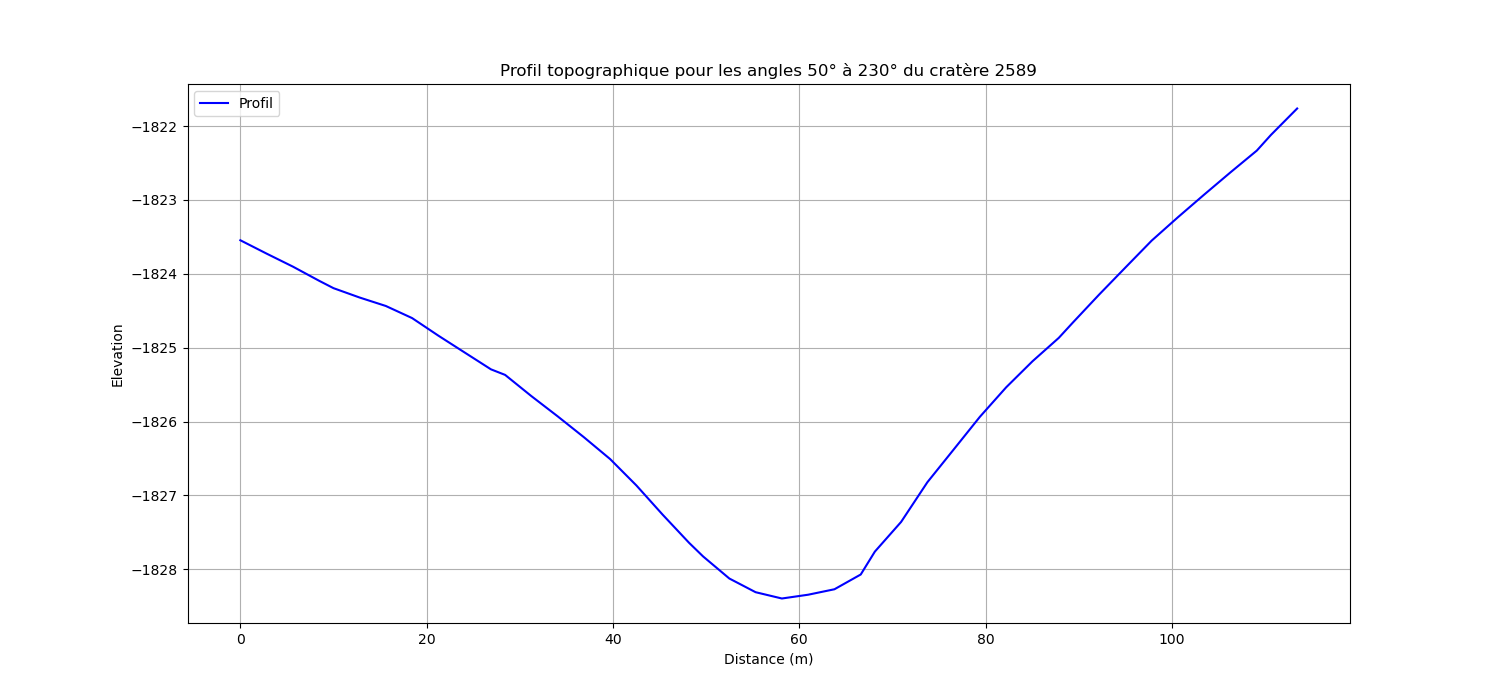 Profil topographique pour les angles 50° à 230° du cratère 2589
Profil
−1822
−1823
−1824
−1825
−1826
−1827
−1828
Elevation
0 20 40 60 80 100
Distance (m)